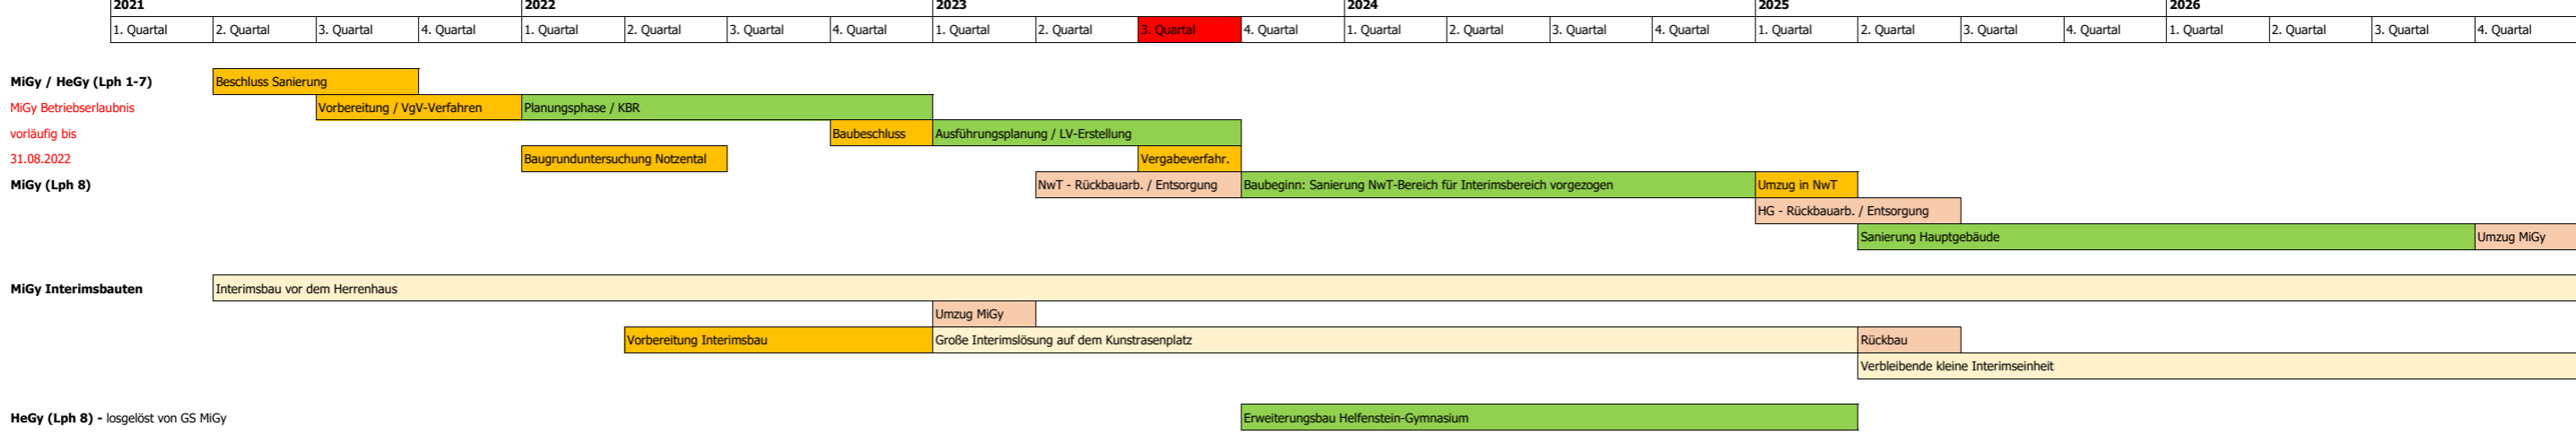 2021 2022 2023 2024 2025 2026
1. Quartal 2. Quartal 3. Quartal 4. Quartal 1. Quartal 2. Quartal 3. Quartal 4. Quartal 1. Quartal 2. Quartal 3. Quartal 4. Quartal 1. Quartal 2. Quartal 3. Quartal 4. Quartal 1. Quartal 2. Quartal 3. Quartal 4. Quartal 1. Quartal 2. Quartal 3. Quartal 4. Quartal
MiGy / HeGy (Lph 1-7) Beschluss Sanierung
MiGy Betriebserlaubnis Vorbereitung / VgV-Verfahren Planungsphase / KBR
vorläufig bis Baubeschluss Ausführungsplanung / LV-Erstellung
31.08.2022 Baugrunduntersuchung Notzental Vergabeverfahr.
MiGy (Lph 8) NwT - Rückbauarb. / Entsorgung Baubeginn: Sanierung NwT-Bereich für Interimsbereich vorgezogen Umzug in NwT
HG - Rückbauarb. / Entsorgung
Sanierung Hauptgebäude Umzug MiGy
MiGy Interimsbauten Interimsbau vor dem Herrenhaus
Umzug MiGy
Vorbereitung Interimsbau Große Interimslösung auf dem Kunstrasenplatz Rückbau
Verbleibende kleine Interimseinheit
HeGy (Lph 8) - losgelöst von GS MiGy Erweiterungsbau Helfenstein-Gymnasium